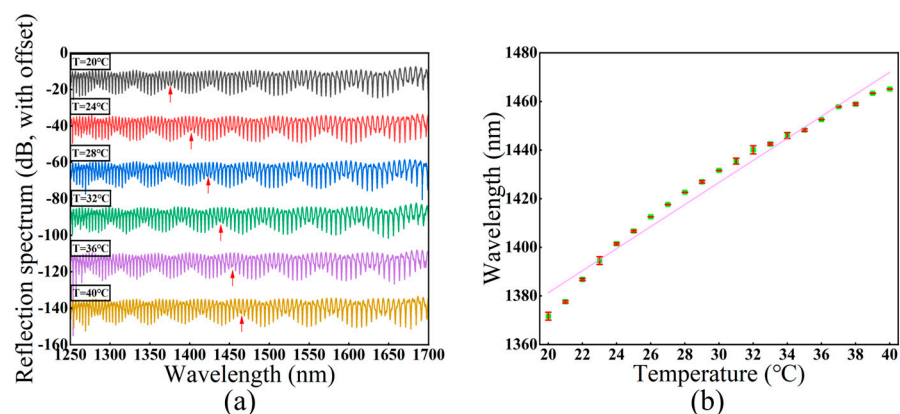 Reflection spectrum (dB, with offset)
0
-20
-40
-60
-80
-100
-120
-140
-160
T=20°C
T=24°C
T=28°C
T=32°C
T=36°C
T=40°C
1250 1300 1350 1400 1450 1500 1550 1600 1650 1700
Wavelength (nm)
(a)
Wavelength (nm)
1480
1460
1440
1420
1400
1380
1360
20 22 24 26 28 30 32 34 36 38 40
Temperature (°C)
(b)